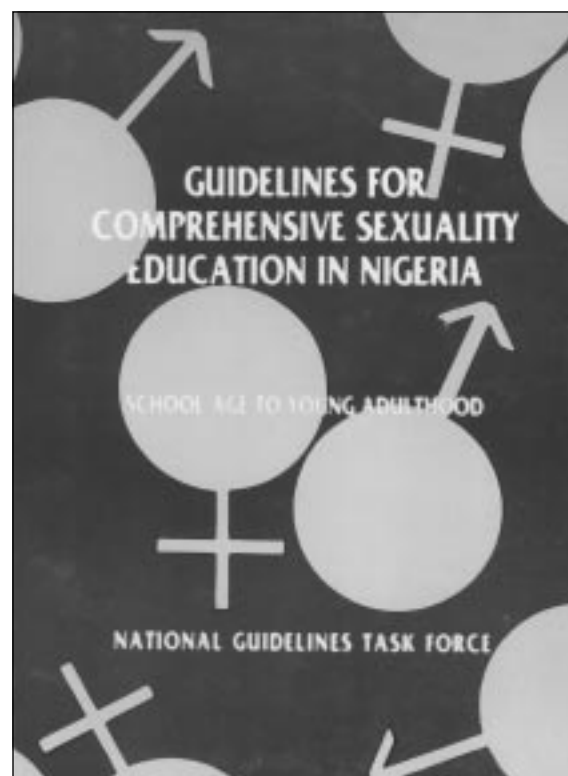 GUIDELINES FOR
COMPREHENSIVE SEXUALITY
EDUCATION IN NIGERIA
SCHOOL AGE TO YOUNG ADULTHOOD
NATIONAL GUIDELINES TASK FORCE